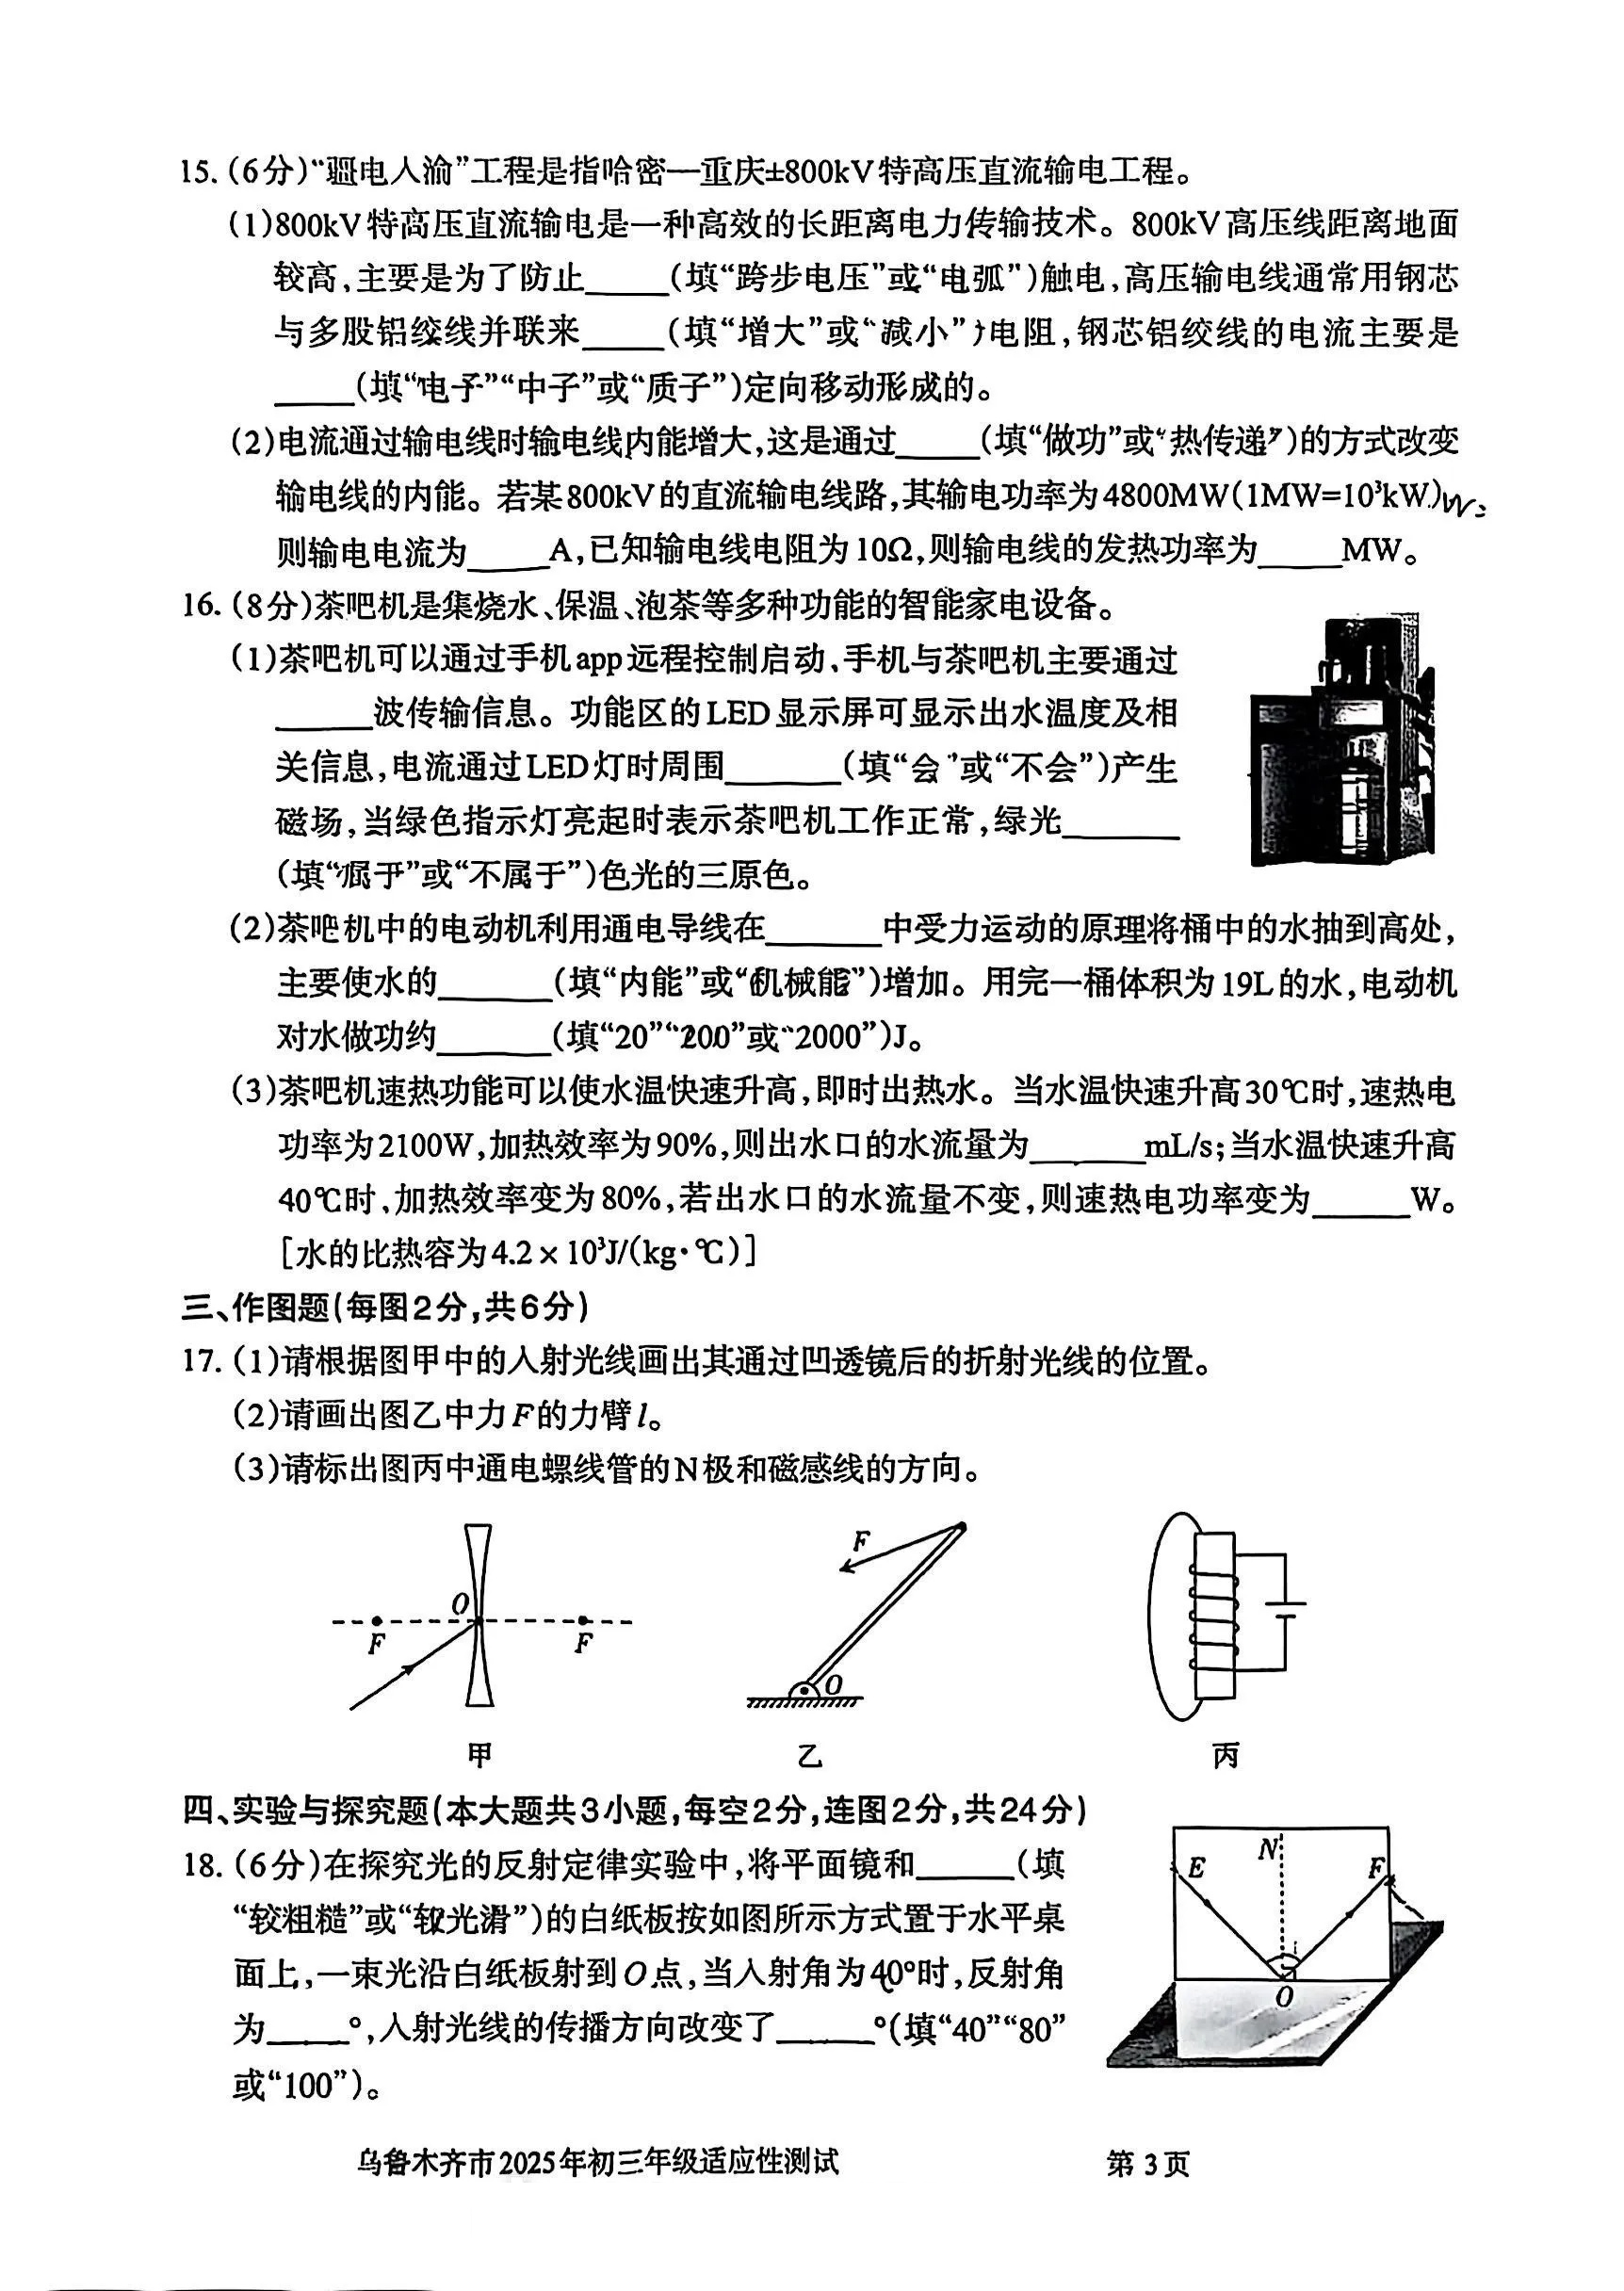 15.(6分)“疆电入渝”工程是指哈密—重庆±800kV特高压直流输电工程。
(1)800kV特高压直流输电是一种高效的长距离电力传输技术。800kV高压线距离地面
较高,主要是为了防止____(填“跨步电压”或“电弧”)触电,高压输电线通常用钢芯
与多股铝绞线并联来____(填“增大”或“减小”)电阻,钢芯铝绞线的电流主要是
____(填“电子”“中子”或“质子”)定向移动形成的。
(2)电流通过输电线时输电线内能增大,这是通过____(填“做功”或“热传递”)的方式改变
输电线的内能。若某800kV的直流输电线路,其输电功率为4800MW(1MW=10³kW),
则输电电流为____A,已知输电线电阻为10Ω,则输电线的发热功率为____MW。
16.(8分)茶吧机是集烧水、保温、泡茶等多种功能的智能家电设备。
(1)茶吧机可以通过手机app远程控制启动,手机与茶吧机主要通过
_____波传输信息。功能区的LED显示屏可显示出水温度及相
关信息,电流通过LED灯时周围______(填“会”或“不会”)产生
磁场,当绿色指示灯亮起时表示茶吧机工作正常,绿光______
(填“属于”或“不属于”)色光的三原色。
(2)茶吧机中的电动机利用通电导线在______中受力运动的原理将桶中的水抽到高处,
主要使水的______(填“内能”或“机械能”)增加。用完一桶体积为19L的水,电动机
对水做功约______(填“20”“200”或“2000”)J。
(3)茶吧机速热功能可以使水温快速升高,即时出热水。当水温快速升高30℃时,速热电
功率为2100W,加热效率为90%,则出水口的水流量为______mL/s;当水温快速升高
40℃时,加热效率变为80%,若出水口的水流量不变,则速热电功率变为_____W。
[水的比热容为4.2×10³J/(kg·℃)]
三、作图题(每图2分,共6分)
17.(1)请根据图甲中的入射光线画出其通过凹透镜后的折射光线的位置。
(2)请画出图乙中力F的力臂l。
(3)请标出图丙中通电螺线管的N极和磁感线的方向。
O
F
F
甲
F
O
乙
丙
四、实验与探究题(本大题共3小题,每空2分,连图2分,共24分)
18.(6分)在探究光的反射定律实验中,将平面镜和_____(填
“较粗糙”或“较光滑”)的白纸板按如图所示方式置于水平桌
面上,一束光沿白纸板射到O点,当入射角为40°时,反射角
为____°,入射光线的传播方向改变了_____°(填“40”“80”
或“100”)。
N
E
F
O
乌鲁木齐市2025年初三年级适应性测试
第 3页